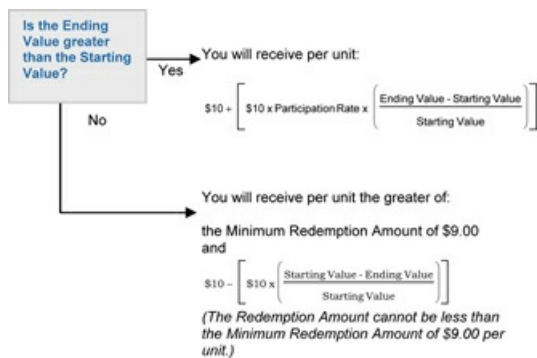 Is the Ending
Value greater
than the Starting
Value?
Yes
You will receive per unit:
$10 + [ $10 x Participation Rate x ( Ending Value - Starting Value
Starting Value ) ]
No
You will receive per unit the greater of:
the Minimum Redemption Amount of $9.00
and
$10 – [ $10 x ( Starting Value - Ending Value
Starting Value ) ]
(The Redemption Amount cannot be less than
the Minimum Redemption Amount of $9.00 per
unit.)